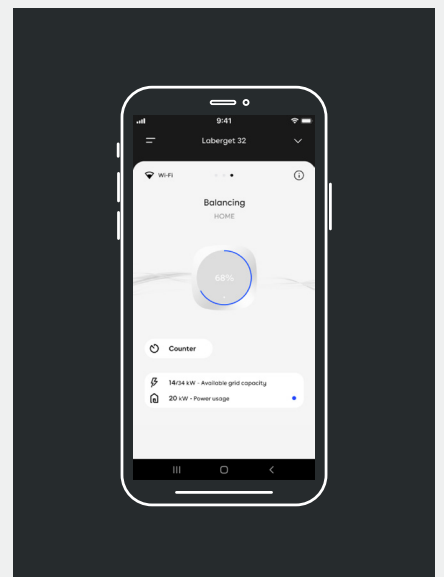 9:41
Laberget 32
Wi-Fi
Balancing
HOME
68%
Counter
14/34 kW - Available grid capacity
20 kW - Power usage